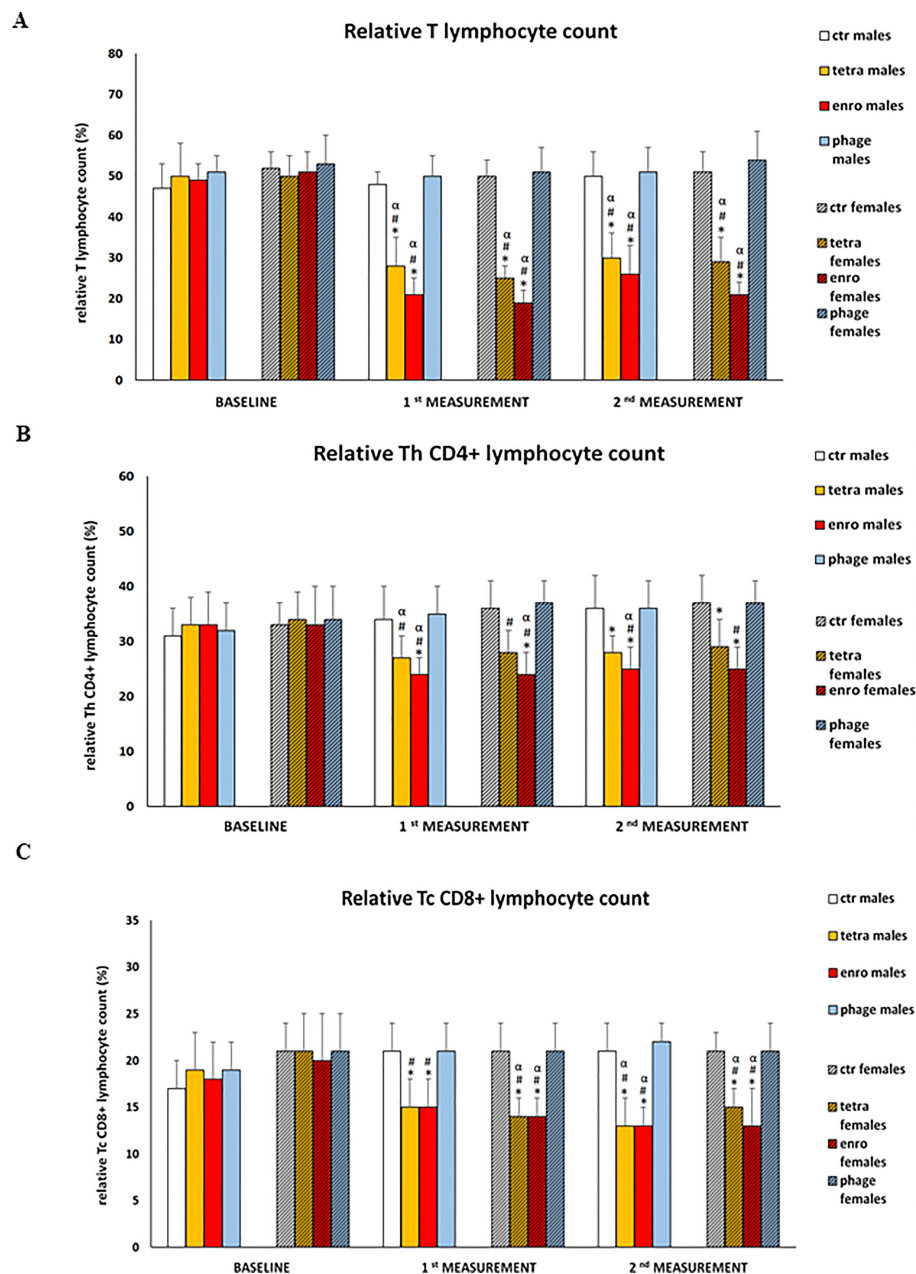 A
Relative T lymphocyte count
relative T lymphocyte count (%)
80
70
60
50
40
30
20
10
0
α
#
*
α
#
*
α
#
*
α
#
*
α
#
*
α
#
*
α
#
*
α
#
*
BASELINE
1 st MEASUREMENT
2 nd MEASUREMENT
ctr males
tetra males
enro males
phage
males
ctr females
tetra
females
enro
females
phage
females
B
Relative Th CD4+ lymphocyte count
relative Th CD4+ lymphocyte count (%)
60
50
40
30
20
10
0
α
#
α
#
*
#
α
#
*
*
α
#
*
*
#
*
BASELINE
1 st MEASUREMENT
2 nd MEASUREMENT
ctr males
tetra males
enro males
phage males
ctr females
tetra
females
enro females
phage
females
C
Relative Tc CD8+ lymphocyte count
relative Tc CD8+ lymphocyte count (%)
35
30
25
20
15
10
5
0
#
*
#
*
α
#
*
α
#
*
α
#
*
α
#
*
α
#
*
α
#
*
BASELINE
1 st MEASUREMENT
2 nd MEASUREMENT
ctr males
tetra males
enro males
phage males
ctr females
tetra
females
enro
females
phage
females